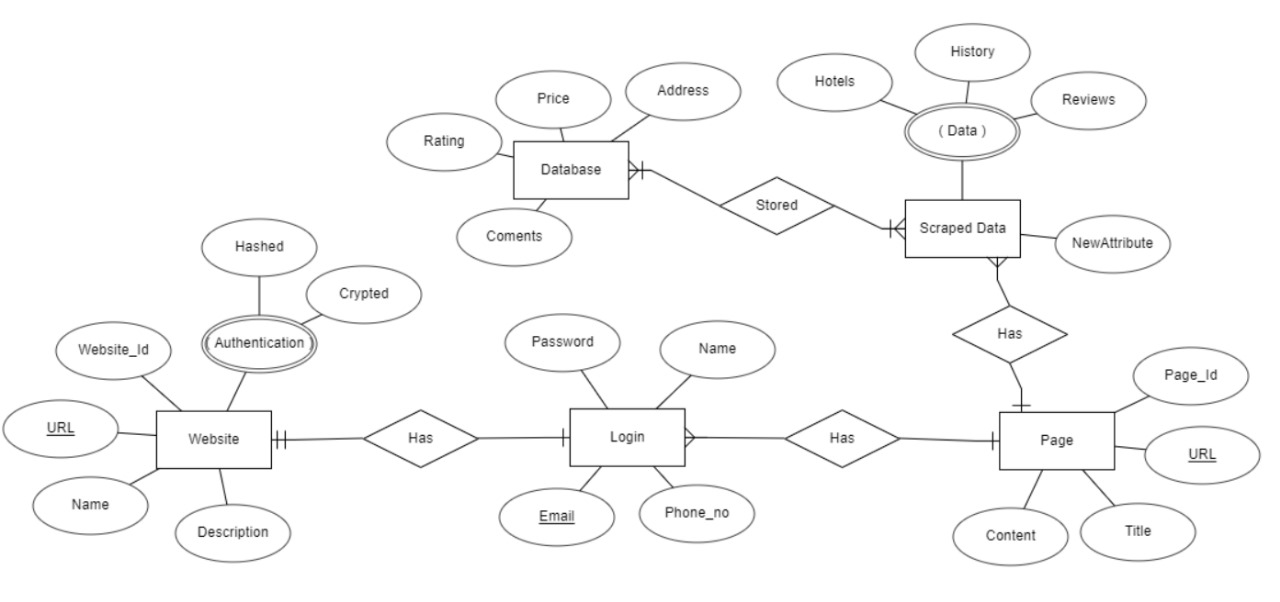 History
Hotels
Reviews
( Data )
Price
Address
Rating
Database
Coments
Stored
Scraped Data
NewAttribute
Hashed
Crypted
Authentication
Has
Website_Id
Password
Name
Page_Id
URL
Website
Has
Login
Has
Page
URL
Name
Description
Email
Phone_no
Content
Title